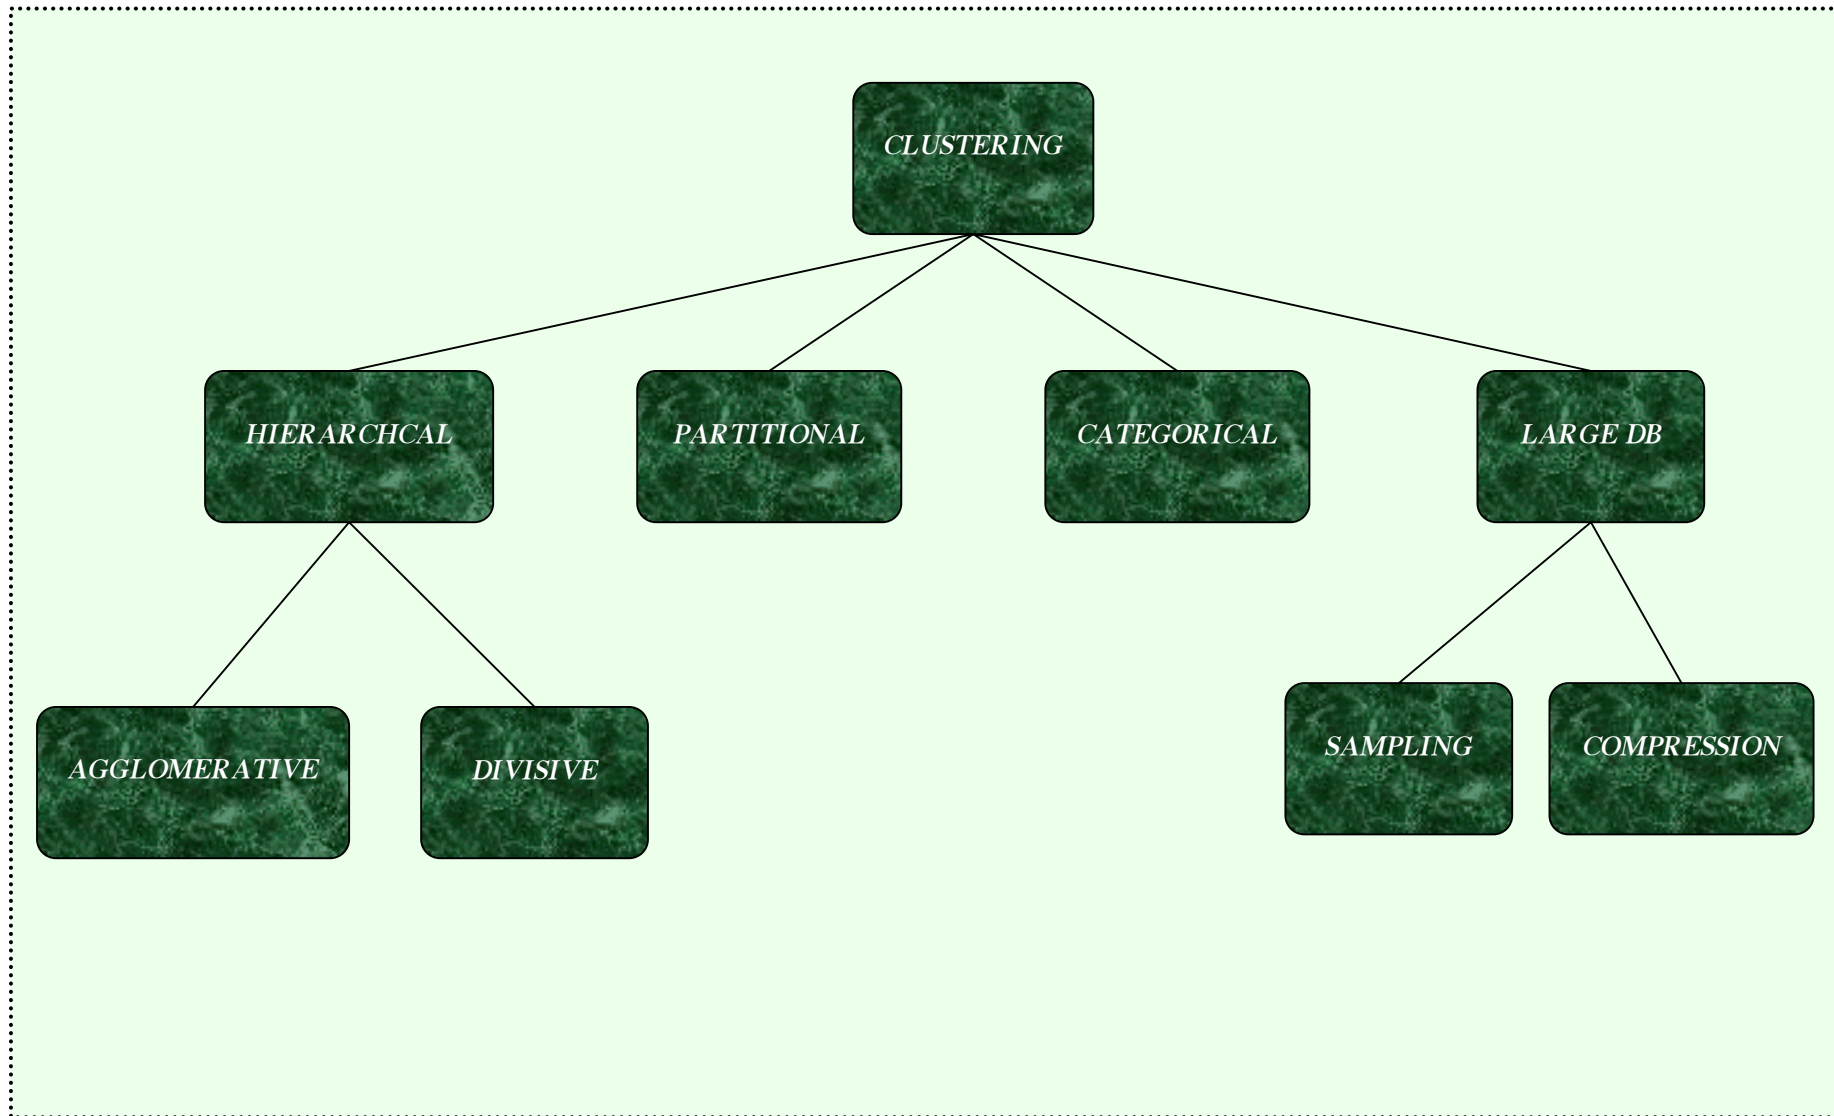 CLUSTERING
HIERARCHCAL
PARTITIONAL
CATEGORICAL
LARGE DB
AGGLOMERATIVE
DIVISIVE
SAMPLING
COMPRESSION